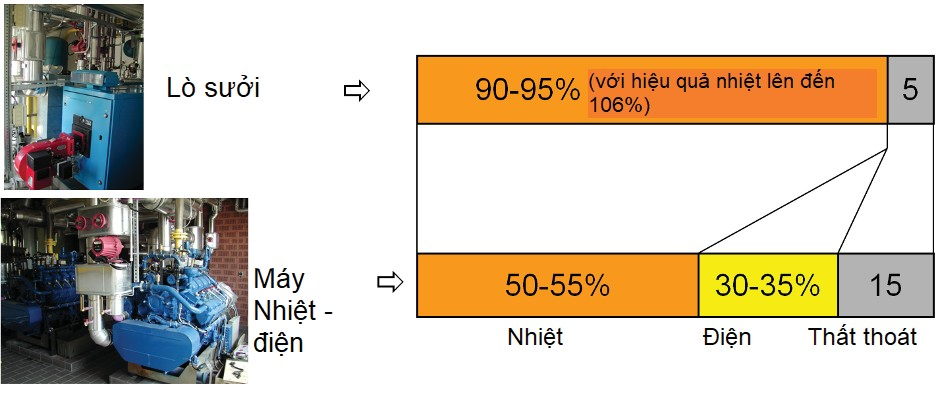 Lò sưởi
90-95% (với hiệu quả nhiệt lên đến
106%)
5
Máy
Nhiệt -
điện
50-55%
30-35%
15
Nhiệt
Điện
Thất thoát